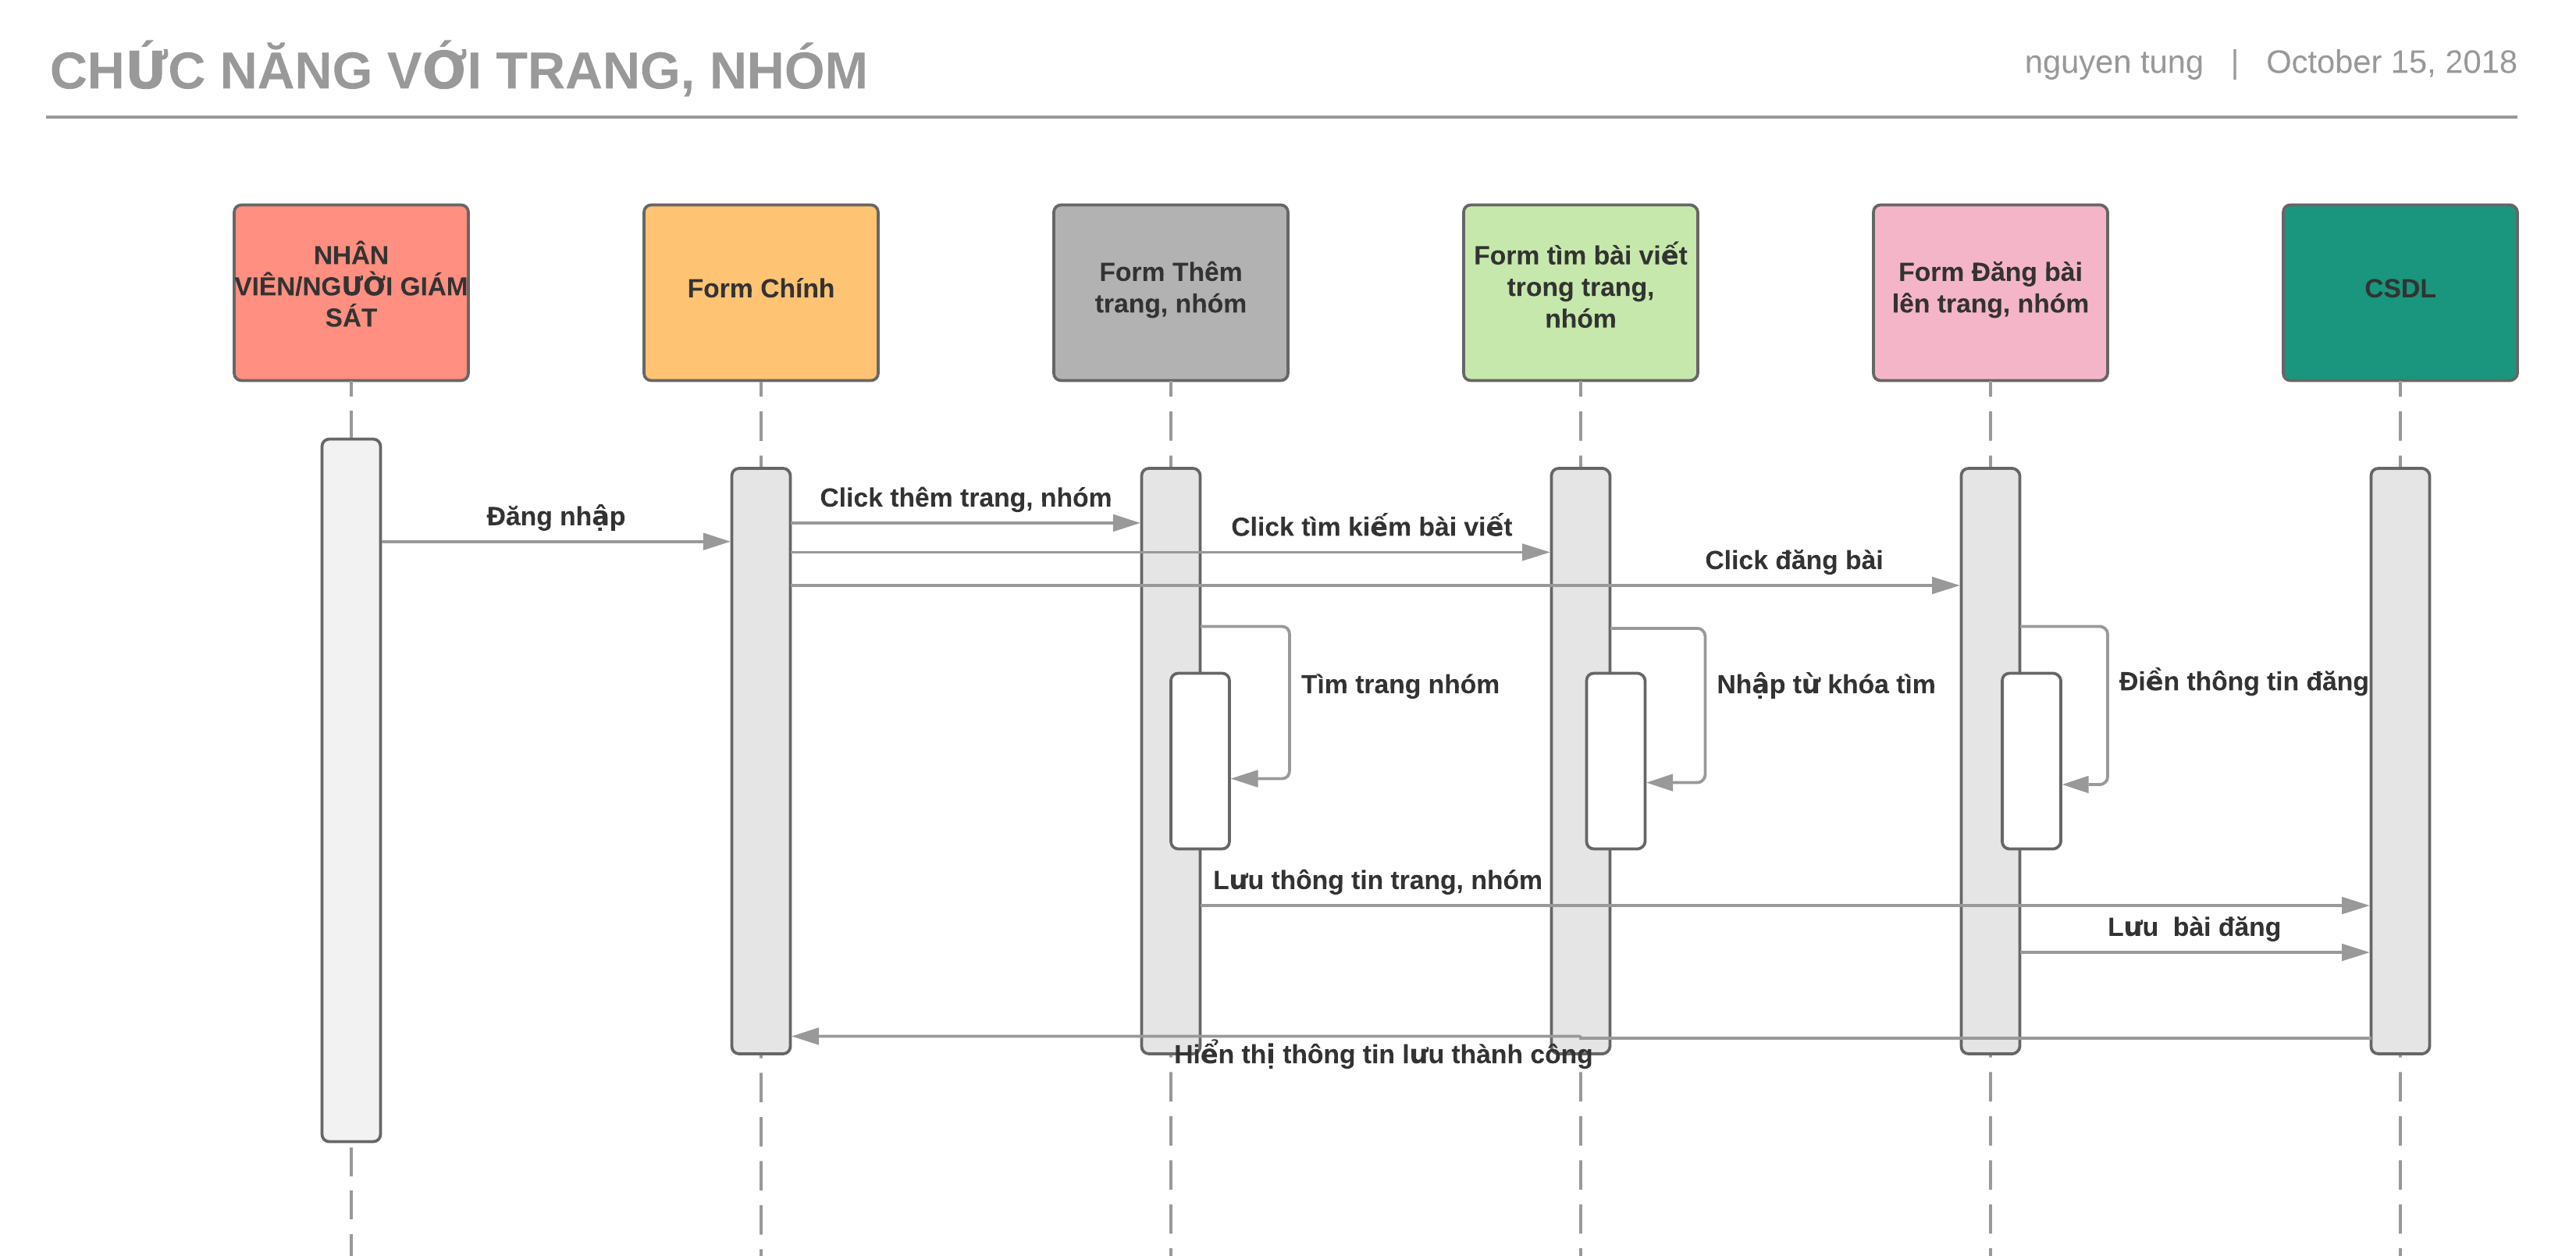 CHỨC NĂNG VỚI TRANG, NHÓM
nguyen tung | October 15, 2018
NHÂN
VIÊN/NGƯỜI GIÁM
SÁT
Form Chính
Form Thêm
trang, nhóm
Form tìm bài viết
trong trang,
nhóm
Form Đăng bài
lên trang, nhóm
CSDL
Click thêm trang, nhóm
Đăng nhập
Click tìm kiếm bài viết
Click đăng bài
Tìm trang nhóm
Nhập từ khóa tìm
Điền thông tin đăng
Lưu thông tin trang, nhóm
Lưu  bài đăng
Hiển thị thông tin lưu thành công